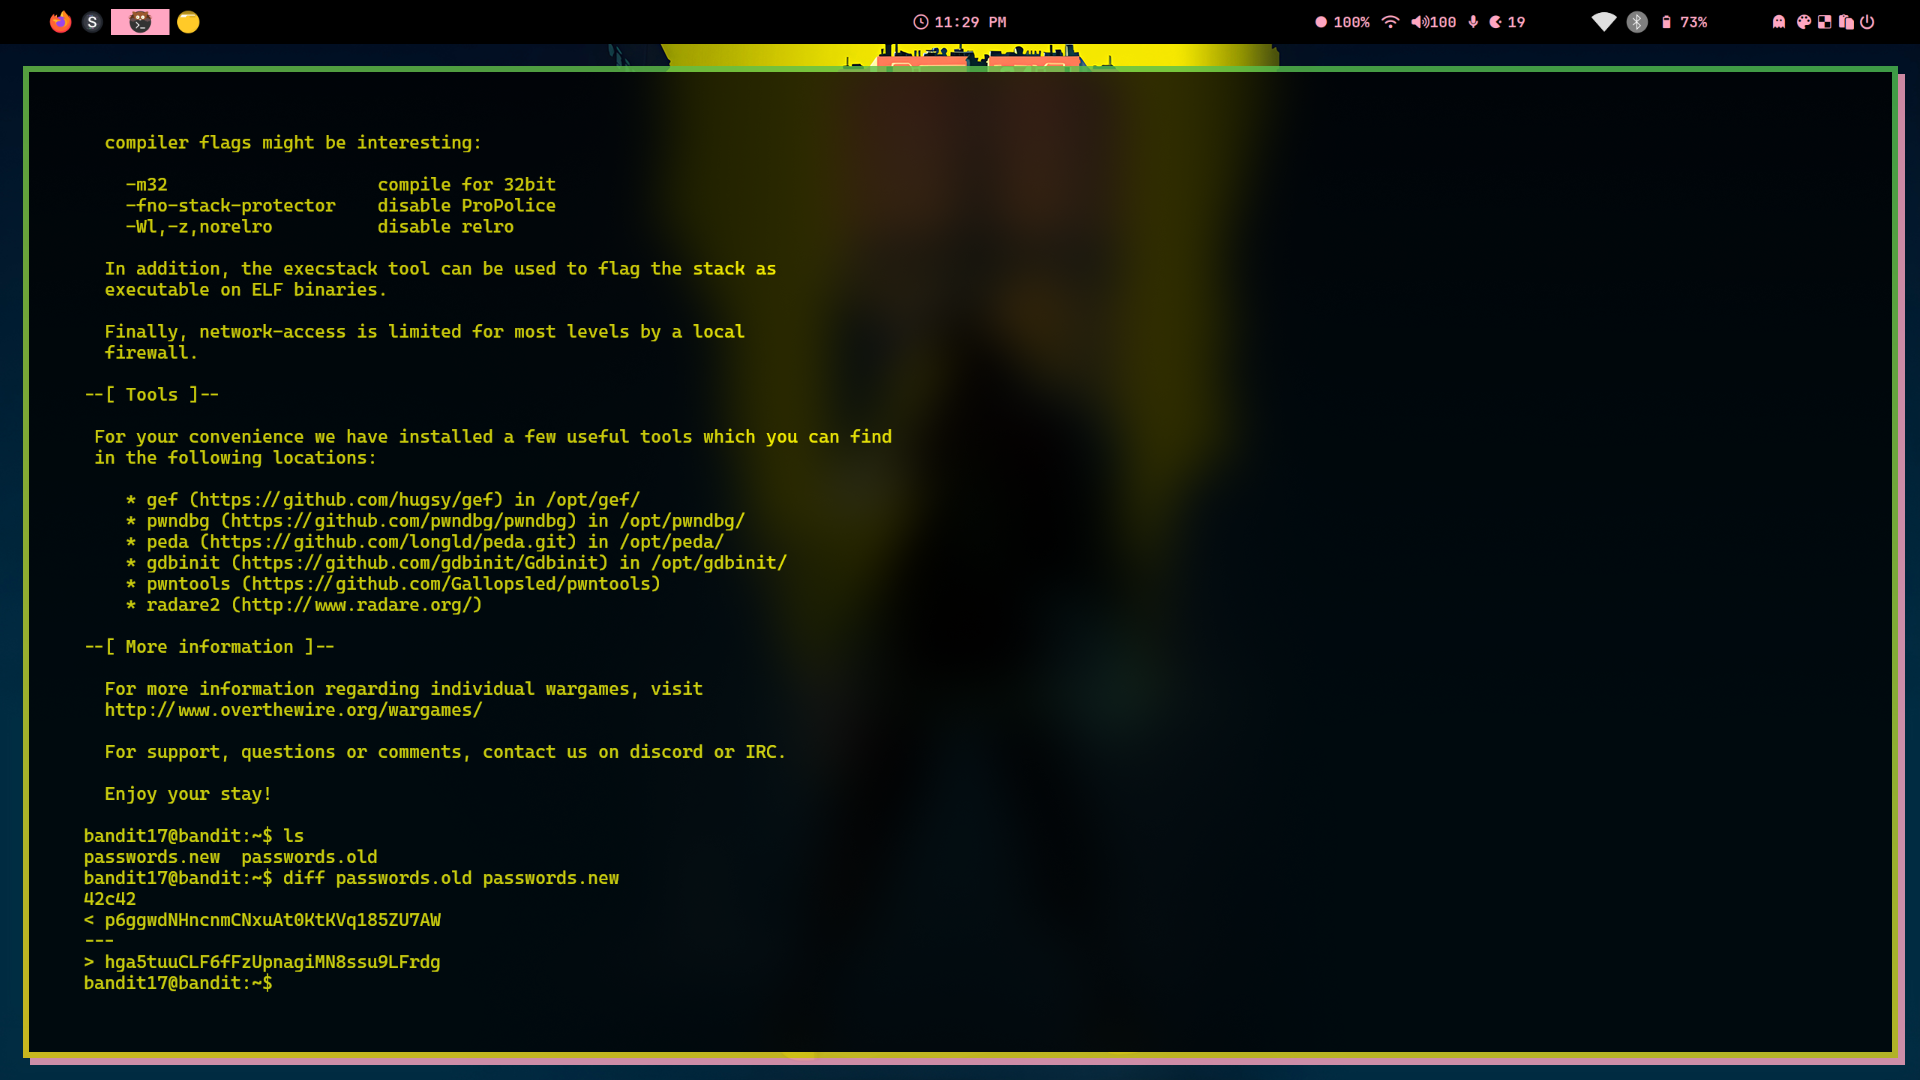 S
11:29 PM
100%
100
19
73%
compiler flags might be interesting:
-m32 compile for 32bit
-fno-stack-protector disable ProPolice
-Wl,-z,norelro disable relro
In addition, the execstack tool can be used to flag the stack as
executable on ELF binaries.
Finally, network-access is limited for most levels by a local
firewall.
--[ Tools ]--
For your convenience we have installed a few useful tools which you can find
in the following locations:
* gef (https://github.com/hugsy/gef) in /opt/gef/
* pwndbg (https://github.com/pwndbg/pwndbg) in /opt/pwndbg/
* peda (https://github.com/longld/peda.git) in /opt/peda/
* gdbinit (https://github.com/gdbinit/Gdbinit) in /opt/gdbinit/
* pwntools (https://github.com/Gallopsled/pwntools)
* radare2 (http://www.radare.org/)
--[ More information ]--
For more information regarding individual wargames, visit
http://www.overthewire.org/wargames/
For support, questions or comments, contact us on discord or IRC.
Enjoy your stay!
bandit17@bandit:~$ ls
passwords.new passwords.old
bandit17@bandit:~$ diff passwords.old passwords.new
42c42
< p6ggwdNHncnmCNxuAt0KtKVq185ZU7AW
---
> hga5tuuCLF6fFzUpnagiMN8ssu9LFrdg
bandit17@bandit:~$